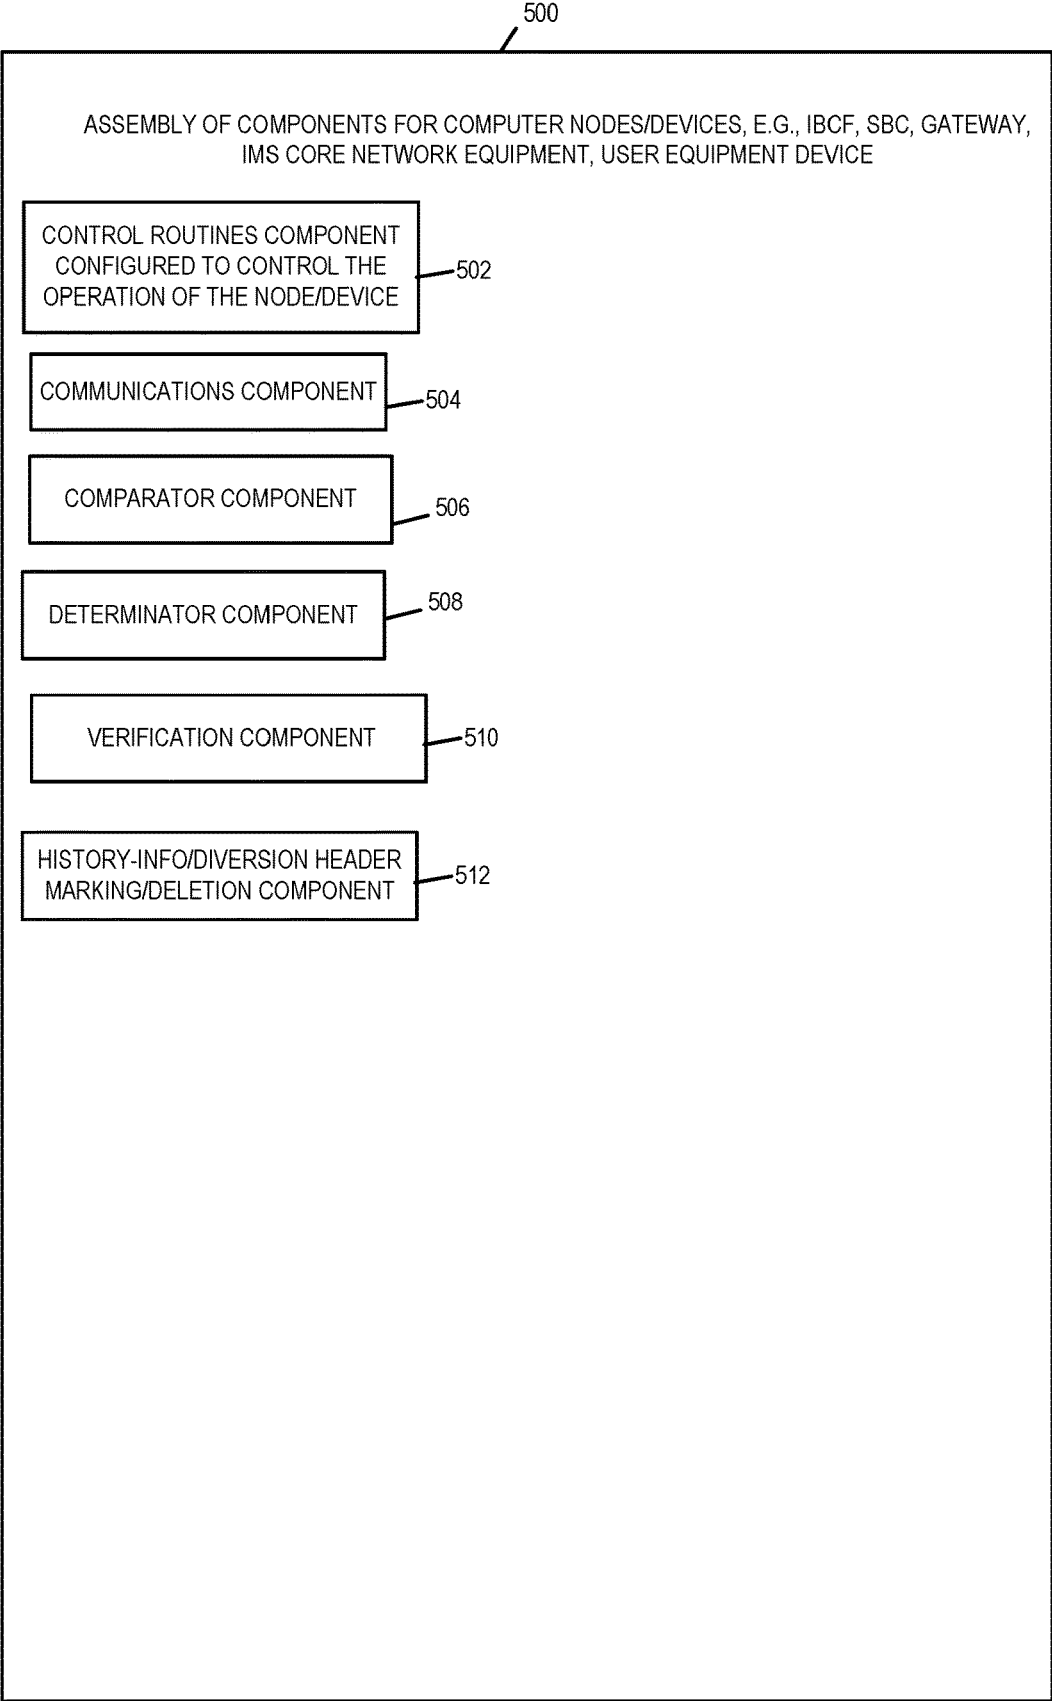 500
ASSEMBLY OF COMPONENTS FOR COMPUTER NODES/DEVICES, E.G., IBCF, SBC, GATEWAY,
IMS CORE NETWORK EQUIPMENT, USER EQUIPMENT DEVICE
CONTROL ROUTINES COMPONENT
CONFIGURED TO CONTROL THE
OPERATION OF THE NODE/DEVICE
502
COMMUNICATIONS COMPONENT
504
COMPARATOR COMPONENT
506
DETERMINATOR COMPONENT
508
VERIFICATION COMPONENT
510
HISTORY-INFO/DIVERSION HEADER
MARKING/DELETION COMPONENT
512